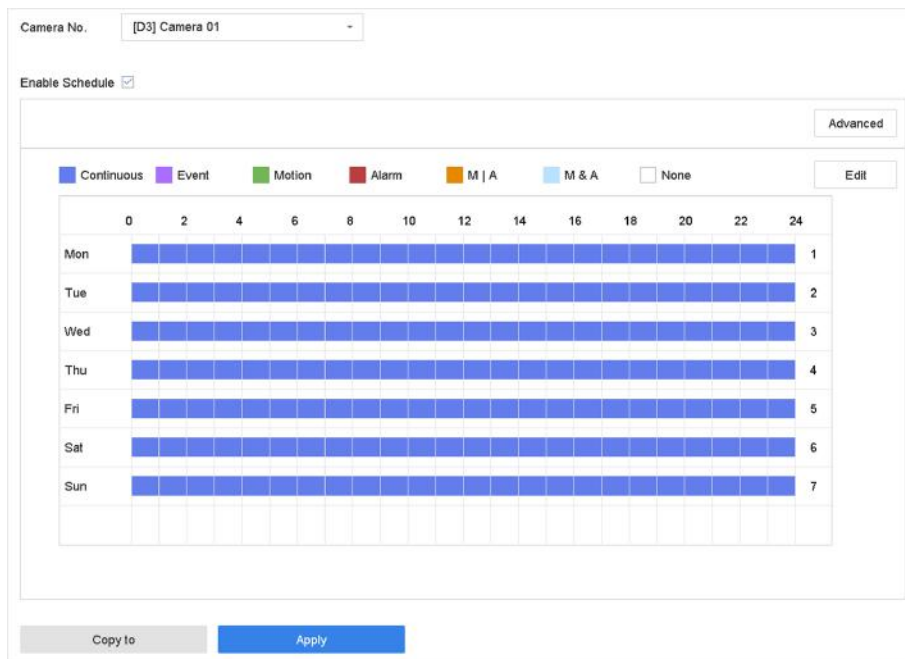 Camera No. [D3] Camera 01
Enable Schedule
Advanced
Continuous Event Motion Alarm M | A M & A None Edit
0 2 4 6 8 10 12 14 16 18 20 22 24
Mon 1
Tue 2
Wed 3
Thu 4
Fri 5
Sat 6
Sun 7
Copy to Apply